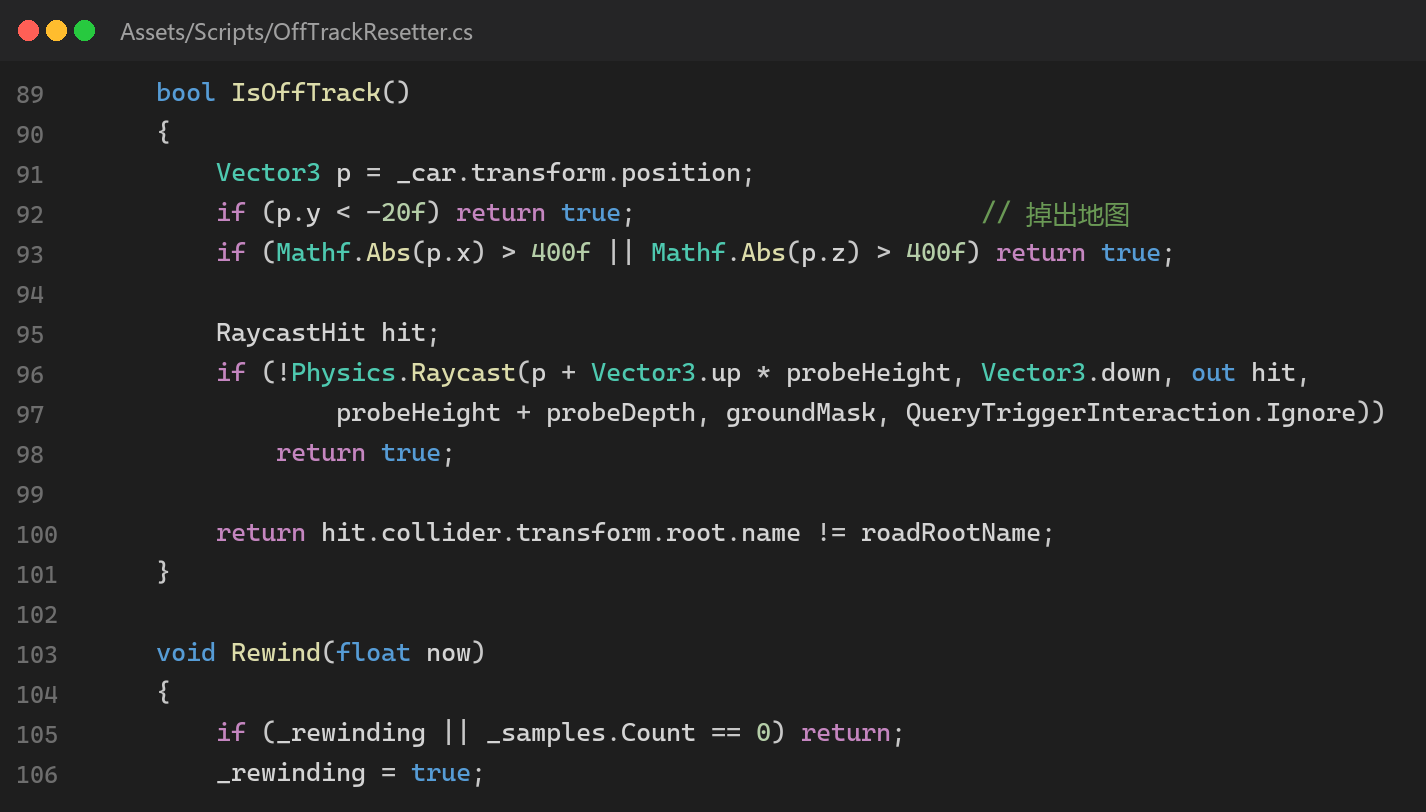 Assets/Scripts/OffTrackResetter.cs
89 bool IsOffTrack()
90 {
91 Vector3 p = _car.transform.position;
92 if (p.y < -20f) return true; // 掉出地图
93 if (Mathf.Abs(p.x) > 400f || Mathf.Abs(p.z) > 400f) return true;
94
95 RaycastHit hit;
96 if (!Physics.Raycast(p + Vector3.up * probeHeight, Vector3.down, out hit,
97 probeHeight + probeDepth, groundMask, QueryTriggerInteraction.Ignore))
98 return true;
99
100 return hit.collider.transform.root.name != roadRootName;
101 }
102
103 void Rewind(float now)
104 {
105 if (_rewinding || _samples.Count == 0) return;
106 _rewinding = true;